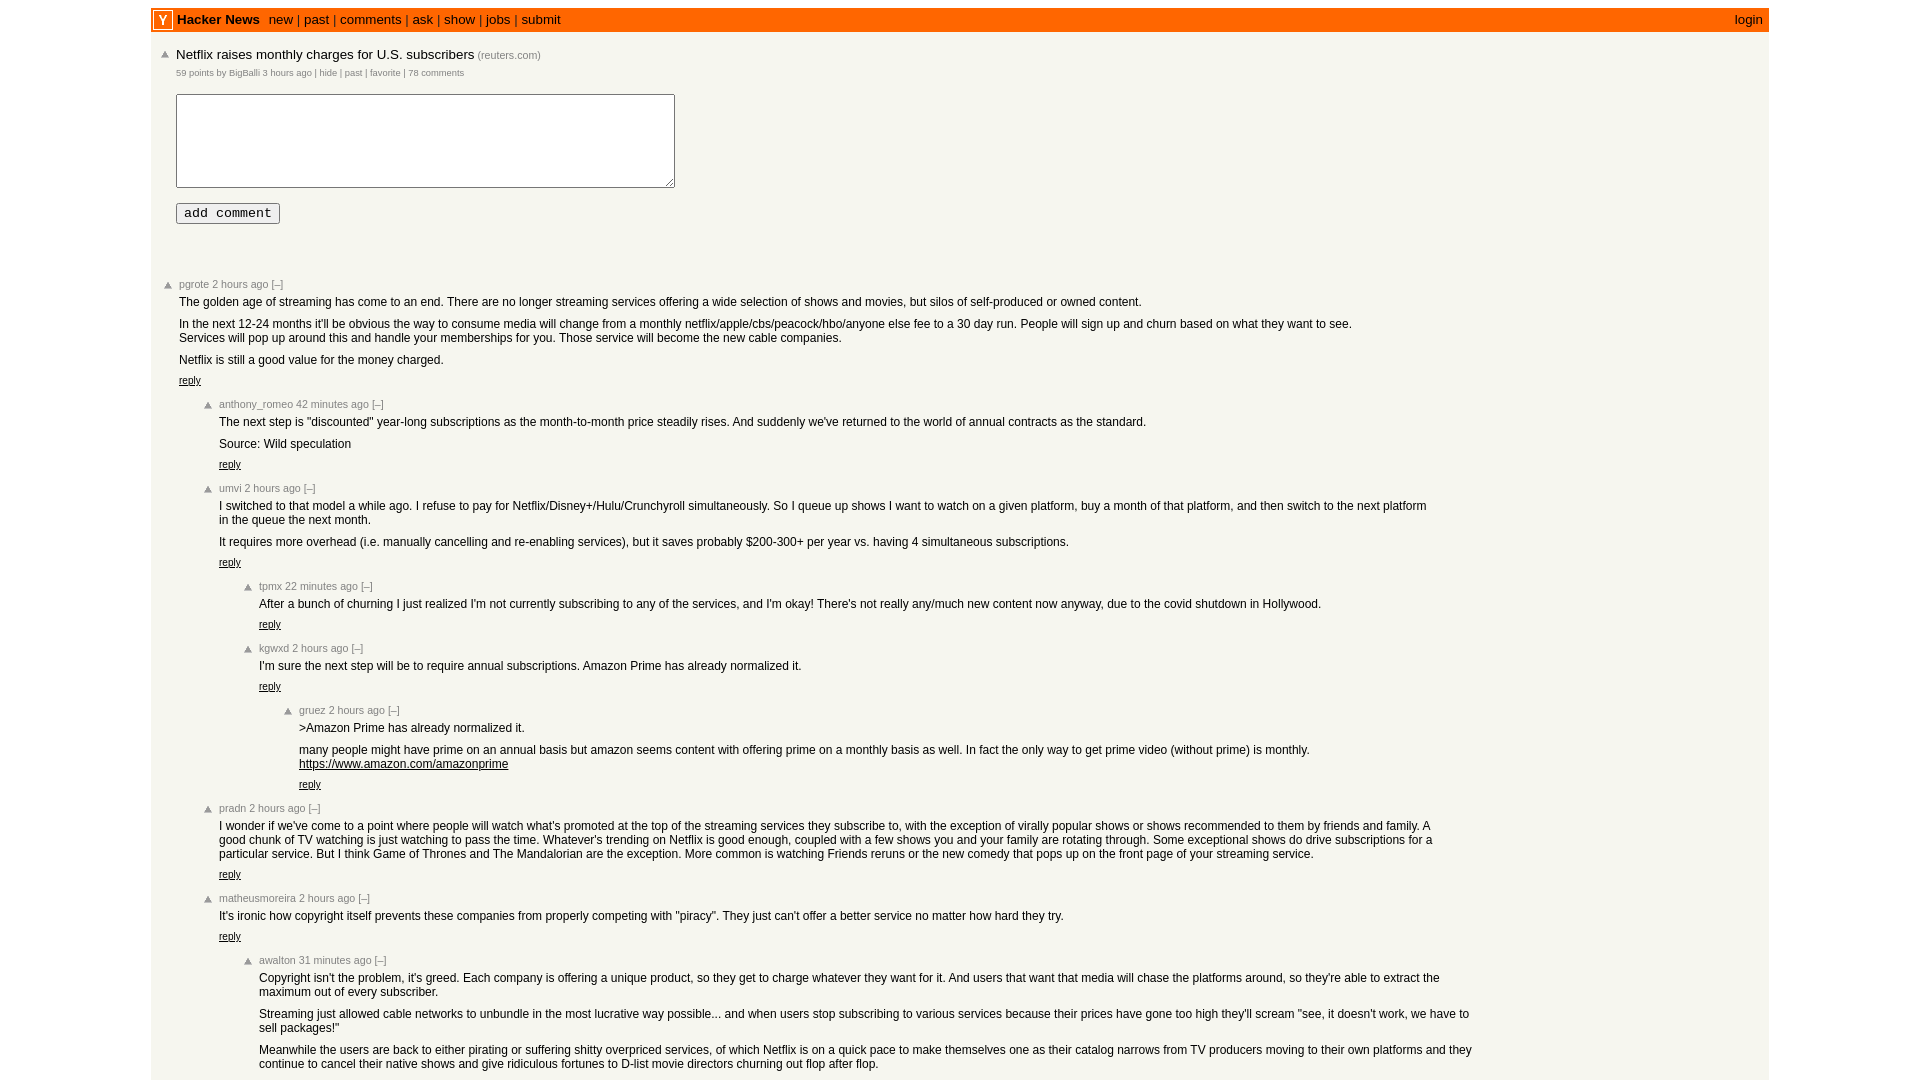 Y Hacker News new | past | comments | ask | show | jobs | submit login
Netflix raises monthly charges for U.S. subscribers (reuters.com)
59 points by BigBalli 3 hours ago | hide | past | favorite | 78 comments
add comment
pgrote 2 hours ago [–]
The golden age of streaming has come to an end. There are no longer streaming services offering a wide selection of shows and movies, but silos of self-produced or owned content.
In the next 12-24 months it'll be obvious the way to consume media will change from a monthly netflix/apple/cbs/peacock/hbo/anyone else fee to a 30 day run. People will sign up and churn based on what they want to see.
Services will pop up around this and handle your memberships for you. Those service will become the new cable companies.
Netflix is still a good value for the money charged.
reply
anthony_romeo 42 minutes ago [–]
The next step is "discounted" year-long subscriptions as the month-to-month price steadily rises. And suddenly we've returned to the world of annual contracts as the standard.
Source: Wild speculation
reply
umvi 2 hours ago [–]
I switched to that model a while ago. I refuse to pay for Netflix/Disney+/Hulu/Crunchyroll simultaneously. So I queue up shows I want to watch on a given platform, buy a month of that platform, and then switch to the next platform
in the queue the next month.
It requires more overhead (i.e. manually cancelling and re-enabling services), but it saves probably $200-300+ per year vs. having 4 simultaneous subscriptions.
reply
tpmx 22 minutes ago [–]
After a bunch of churning I just realized I'm not currently subscribing to any of the services, and I'm okay! There's not really any/much new content now anyway, due to the covid shutdown in Hollywood.
reply
kgwxd 2 hours ago [–]
I'm sure the next step will be to require annual subscriptions. Amazon Prime has already normalized it.
reply
gruez 2 hours ago [–]
>Amazon Prime has already normalized it.
many people might have prime on an annual basis but amazon seems content with offering prime on a monthly basis as well. In fact the only way to get prime video (without prime) is monthly.
https://www.amazon.com/amazonprime
reply
pradn 2 hours ago [–]
I wonder if we've come to a point where people will watch what's promoted at the top of the streaming services they subscribe to, with the exception of virally popular shows or shows recommended to them by friends and family. A
good chunk of TV watching is just watching to pass the time. Whatever's trending on Netflix is good enough, coupled with a few shows you and your family are rotating through. Some exceptional shows do drive subscriptions for a
particular service. But I think Game of Thrones and The Mandalorian are the exception. More common is watching Friends reruns or the new comedy that pops up on the front page of your streaming service.
reply
matheusmoreira 2 hours ago [–]
It's ironic how copyright itself prevents these companies from properly competing with "piracy". They just can't offer a better service no matter how hard they try.
reply
awalton 31 minutes ago [–]
Copyright isn't the problem, it's greed. Each company is offering a unique product, so they get to charge whatever they want for it. And users that want that media will chase the platforms around, so they're able to extract the
maximum out of every subscriber.
Streaming just allowed cable networks to unbundle in the most lucrative way possible... and when users stop subscribing to various services because their prices have gone too high they'll scream "see, it doesn't work, we have to
sell packages!"
Meanwhile the users are back to either pirating or suffering shitty overpriced services, of which Netflix is on a quick pace to make themselves one as their catalog narrows from TV producers moving to their own platforms and they
continue to cancel their native shows and give ridiculous fortunes to D-list movie directors churning out flop after flop.